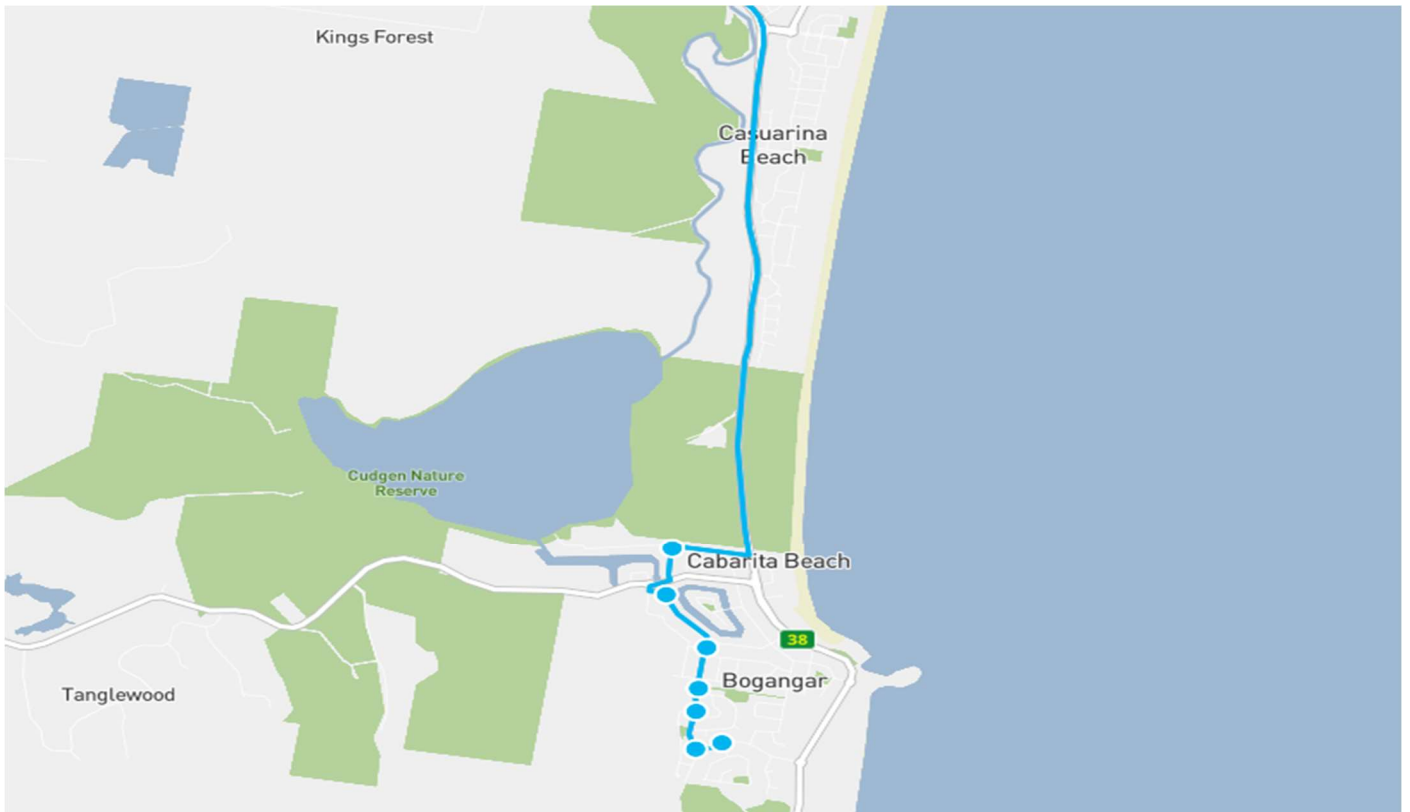 Kings Forest
Casuarina
Beach
Cudgen Nature
Reserve
Cabarita Beach
38
Bogangar
Tanglewood